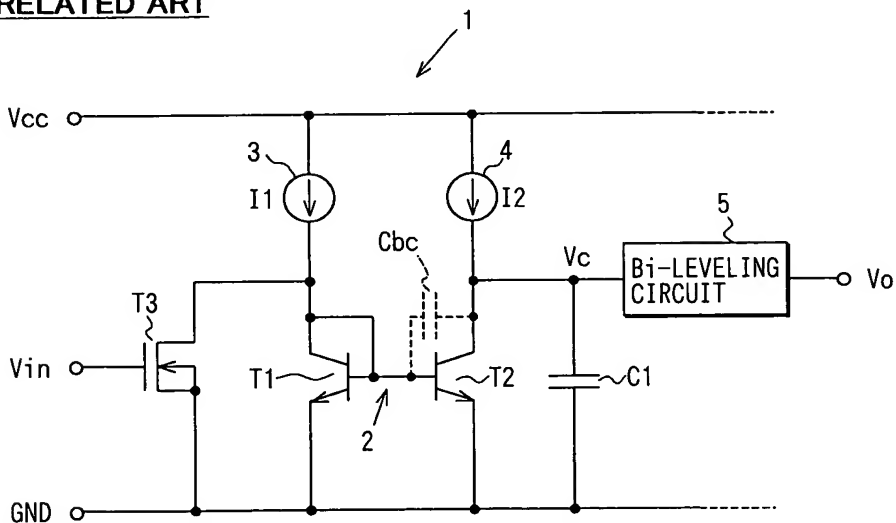 RELATED ART
1
Vcc
3
4
I1
I2
5
Cbc
Vc
Bi-LEVELING
CIRCUIT
Vo
T3
Vin
T1
T2
C1
2
GND